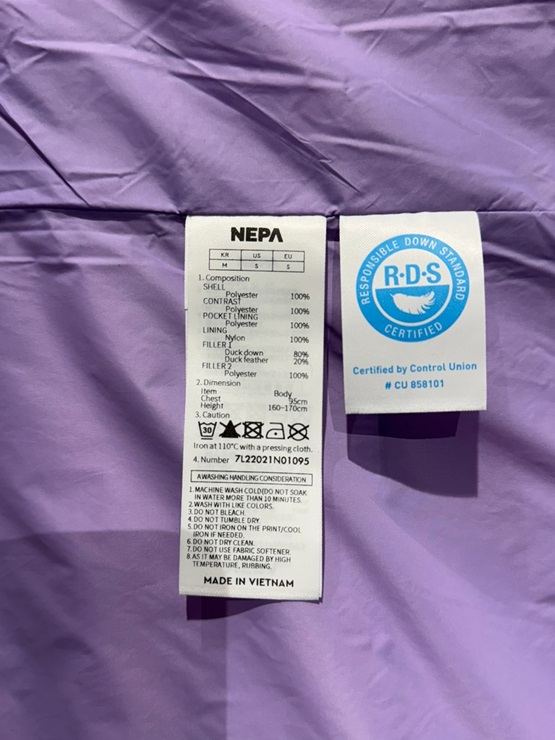 NEPA
KR US EU
M S S
1. Composition
SHELL
Polyester 100%
CONTRAST
Polyester 100%
POCKET LINING
Polyester 100%
LINING
Nylon 100%
FILLER 1
Duck down 80%
Duck feather 20%
FILLER 2
Polyester 100%
2. Dimension
Item Body
Chest 95cm
Height 160-170cm
3. Caution
30
Iron at 110°C with a pressing cloth.
4. Number 7L22021N01095
A WASHING HANDLING CONSIDERATION
1. MACHINE WASH COLD(DO NOT SOAK
IN WATER MORE THAN 10 MINUTES.
2. WASH WITH LIKE COLORS.
3. DO NOT BLEACH.
4. DO NOT TUMBLE DRY.
5. DO NOT IRON ON THE PRINT/COOL
IRON IF NEEDED.
6. DO NOT DRY CLEAN.
7. DO NOT USE FABRIC SOFTENER.
8. AS IT MAY BE DAMAGED BY HIGH
TEMPERATURE, RUBBING.
MADE IN VIETNAM
RESPONSIBLE DOWN STANDARD
R·D·S
CERTIFIED
Certified by Control Union
# CU 858101